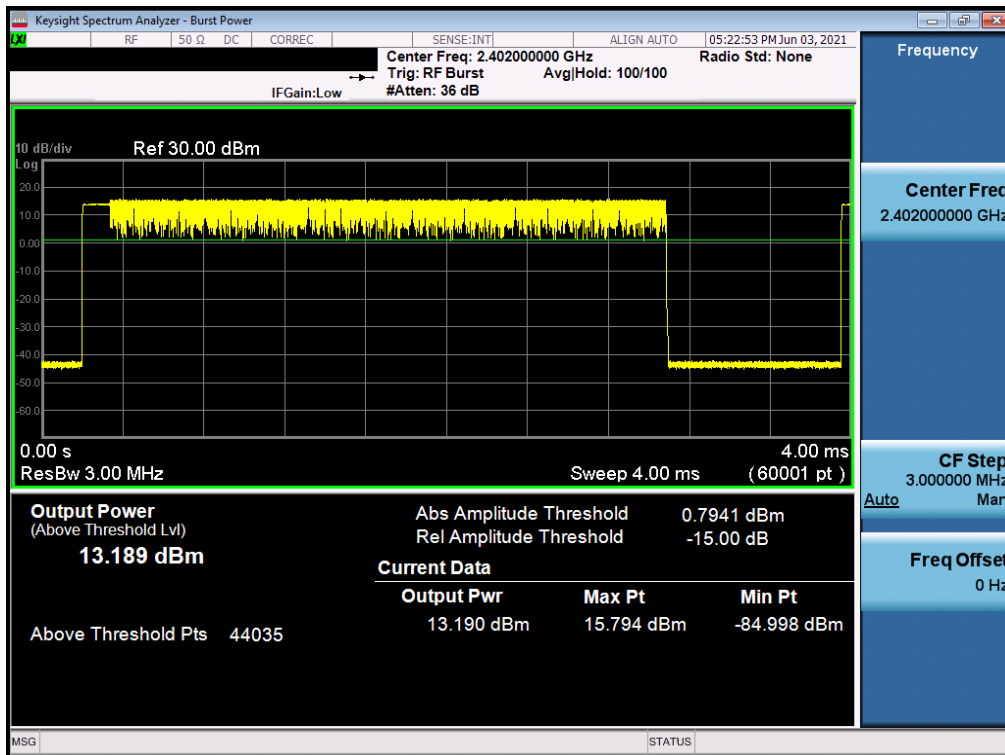 Keysight Spectrum Analyzer - Burst Power
LXI RF 50 Ω DC CORREC SENSE:INT ALIGN AUTO 05:22:53 PM Jun 03, 2021
Center Freq: 2.402000000 GHz Radio Std: None
Trig: RF Burst Avg|Hold: 100/100
IFGain:Low #Atten: 36 dB
10 dB/div Ref 30.00 dBm
Log
20.0
10.0
0.00
-10.0
-20.0
-30.0
-40.0
-50.0
-60.0
0.00 s 4.00 ms
ResBw 3.00 MHz Sweep 4.00 ms (60001 pt)
Output Power
(Above Threshold Lvl)
13.189 dBm
Above Threshold Pts 44035
Abs Amplitude Threshold 0.7941 dBm
Rel Amplitude Threshold -15.00 dB
Current Data
Output Pwr Max Pt Min Pt
13.190 dBm 15.794 dBm -84.998 dBm
MSG STATUS
Frequency
Center Freq
2.402000000 GHz
CF Step
3.000000 MHz
Auto Man
Freq Offset
0 Hz